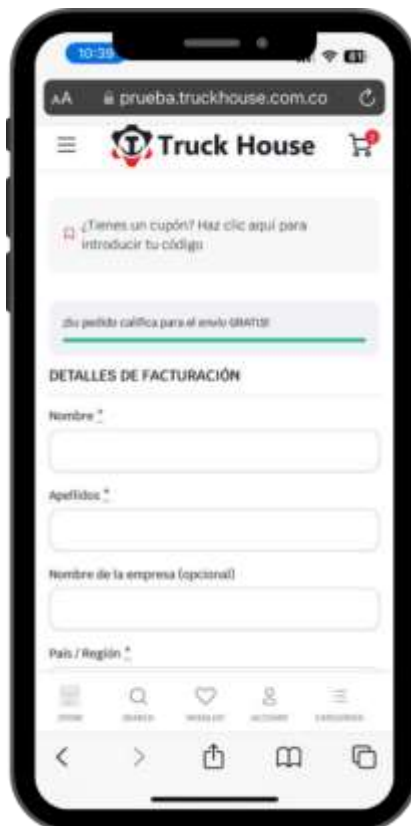 10:39
61
AA prueba.truckhouse.com.co
Truck House
¿Tienes un cupón? Haz clic aquí para
introducir tu código
¡Su pedido califica para el envío GRATIS!
DETALLES DE FACTURACIÓN
Nombre *
Apellidos *
Nombre de la empresa (opcional)
País / Región *
SEARCH
WISHLIST
ACCOUNT
CATEGORIES